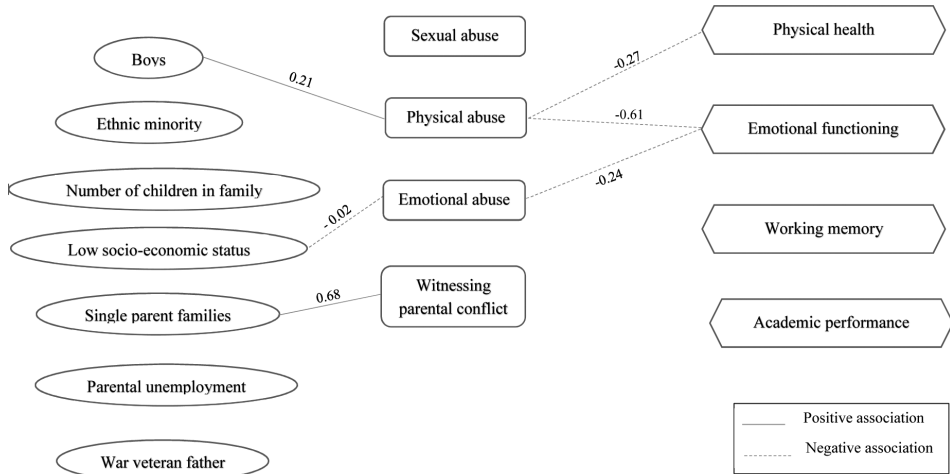 Boys
Ethnic minority
Number of children in family
Low socio-economic status
Single parent families
Parental unemployment
War veteran father
0.21
- 0.02
0.68
Sexual abuse
Physical abuse
Emotional abuse
Witnessing
parental conflict
-0.27
-0.61
-0.24
Physical health
Emotional functioning
Working memory
Academic performance
Positive association
Negative association